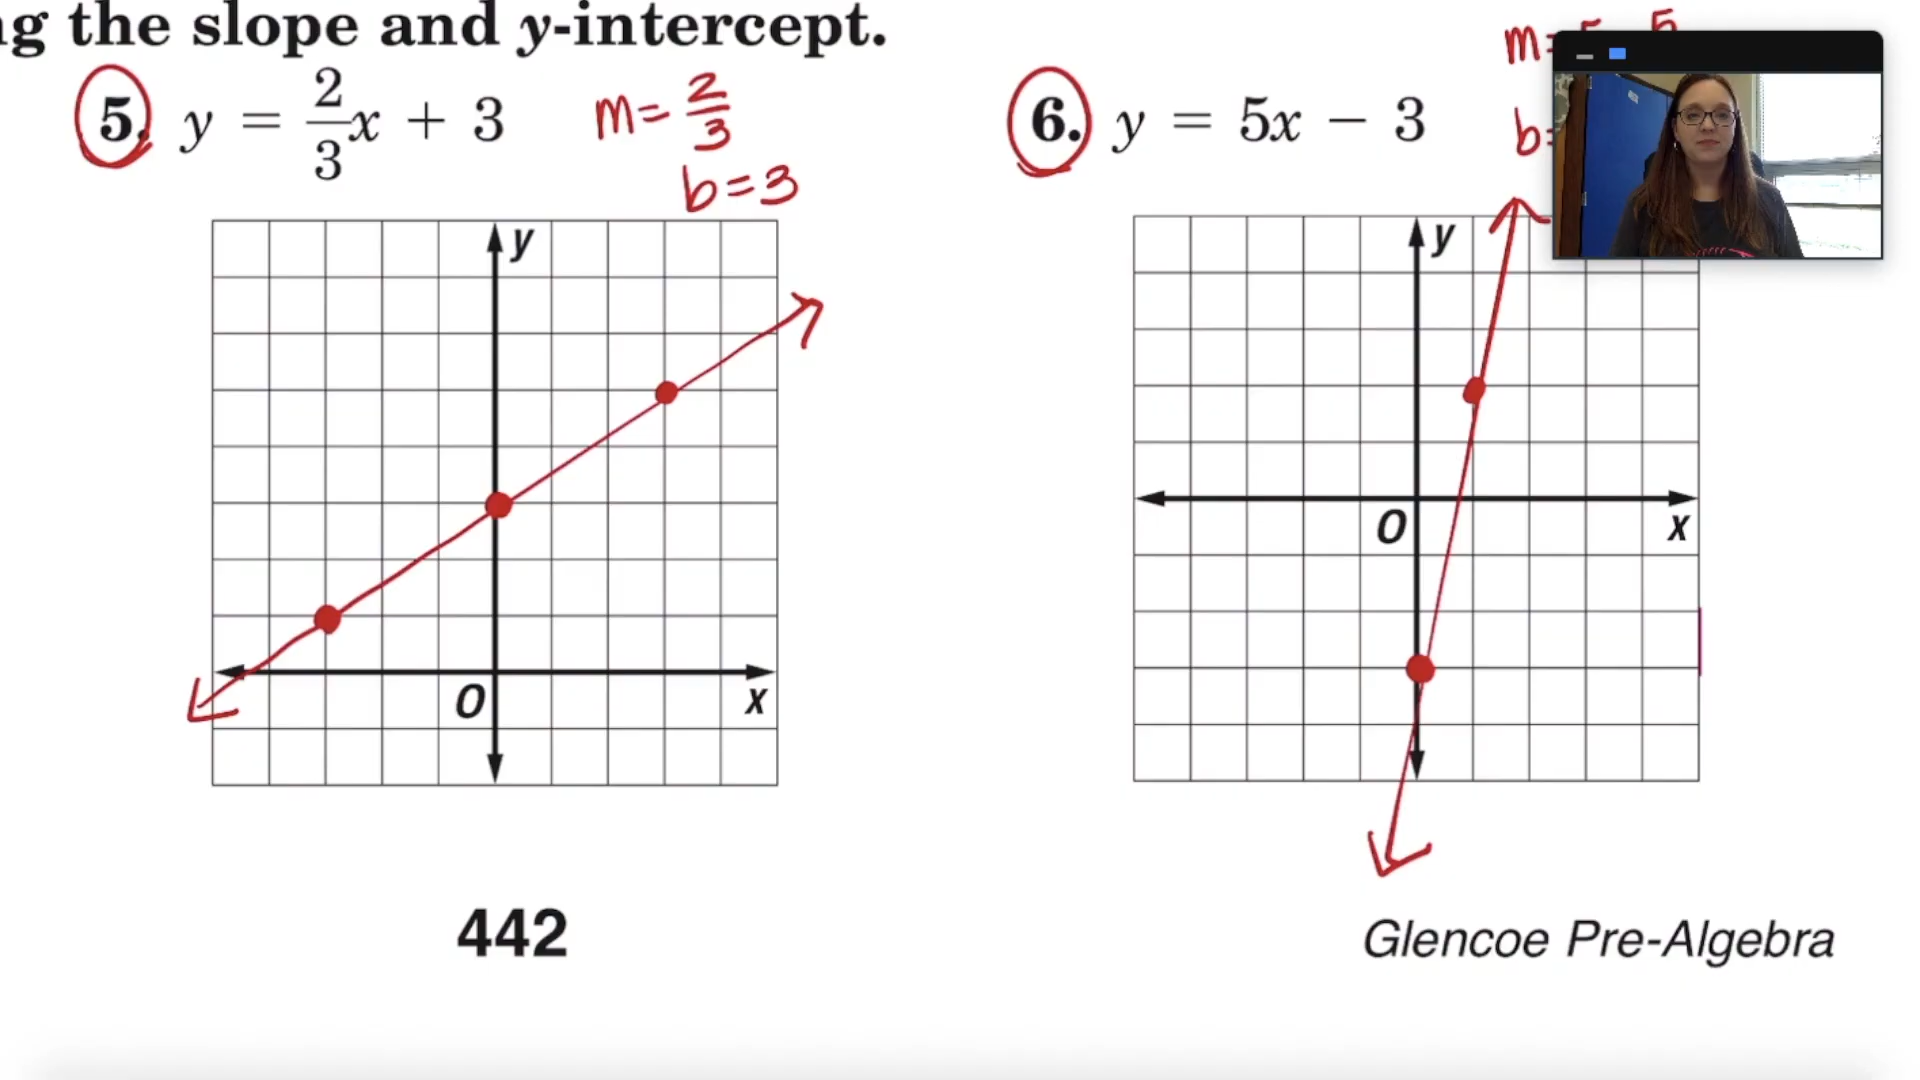 g the slope and y-intercept.
5. y = 2/3x + 3
m = 2/3
b = 3
6. y = 5x − 3
m=
b=
y
O
x
y
O
x
442
Glencoe Pre-Algebra